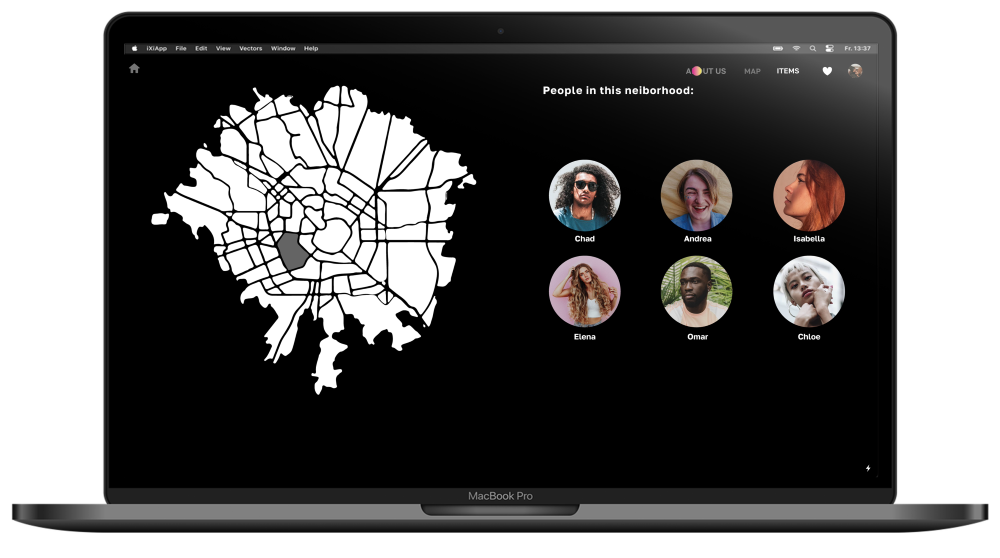 iXiApp File Edit View Vectors Window Help Fr. 13:37
A UT US MAP ITEMS
People in this neiborhood:
Chad Andrea Isabella
Elena Omar Chloe
MacBook Pro